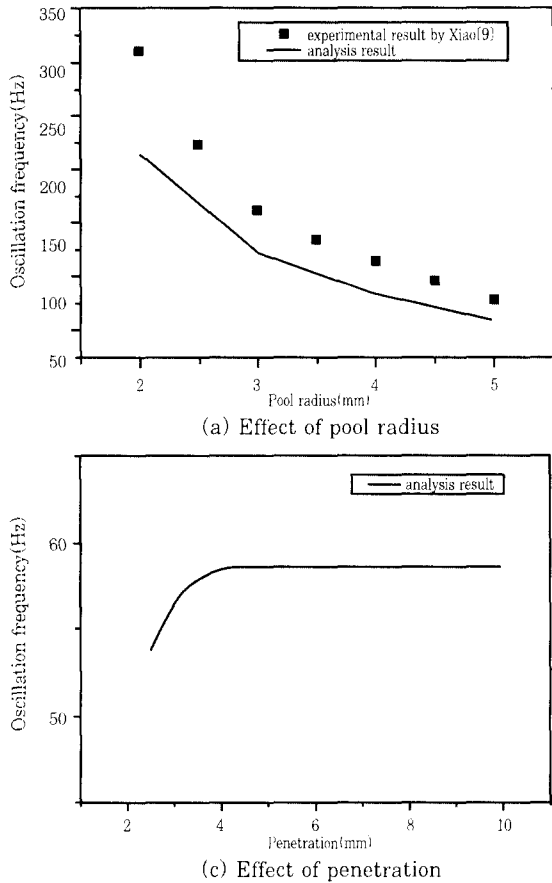 350
300
250
200
150
100
50
Oscillation frequency(Hz)
experimental result by Xiao[9]
analysis result
2
3
4
5
Pool radius(mm)
(a) Effect of pool radius
60
50
Oscillation frequency(Hz)
analysis result
2
4
6
8
10
Penetration(mm)
(c) Effect of penetration